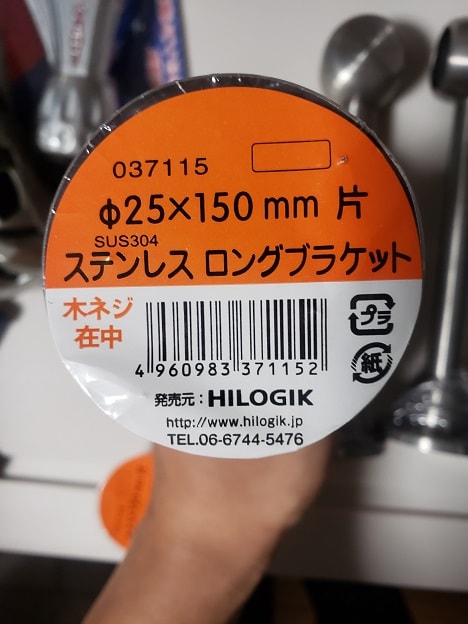 037115
φ25×150mm 片
SUS304
ステンレス ロングブラケット
木ネジ
在中
プラ
紙
4 960983 371152
発売元:HILOGIK
http://www.hilogik.jp
TEL.06-6744-5476